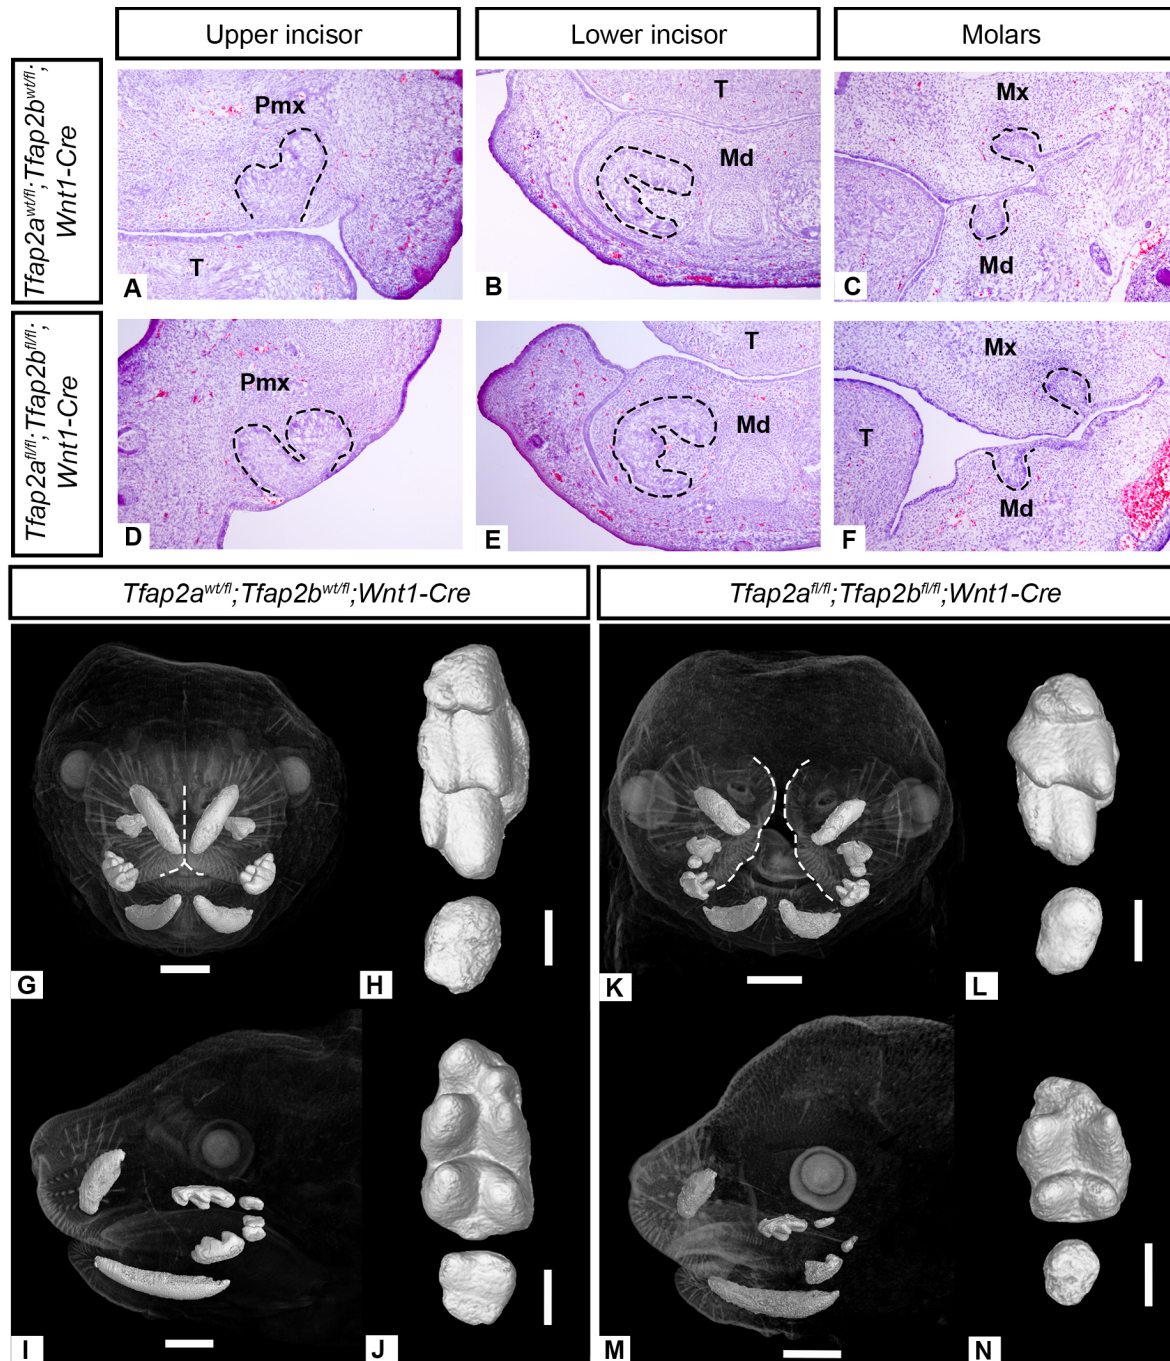 Upper incisor
Lower incisor
Molars
Tfap2a^wt/fl;Tfap2b^wt/fl;
Wnt1-Cre
Pmx
T
A
T
Md
B
Mx
Md
C
Tfap2a^fl/fl;Tfap2b^fl/fl;
Wnt1-Cre
Pmx
D
T
Md
E
Mx
T
Md
F
Tfap2a^wt/fl;Tfap2b^wt/fl;Wnt1-Cre
Tfap2a^fl/fl;Tfap2b^fl/fl;Wnt1-Cre
G
H
K
L
I
J
M
N